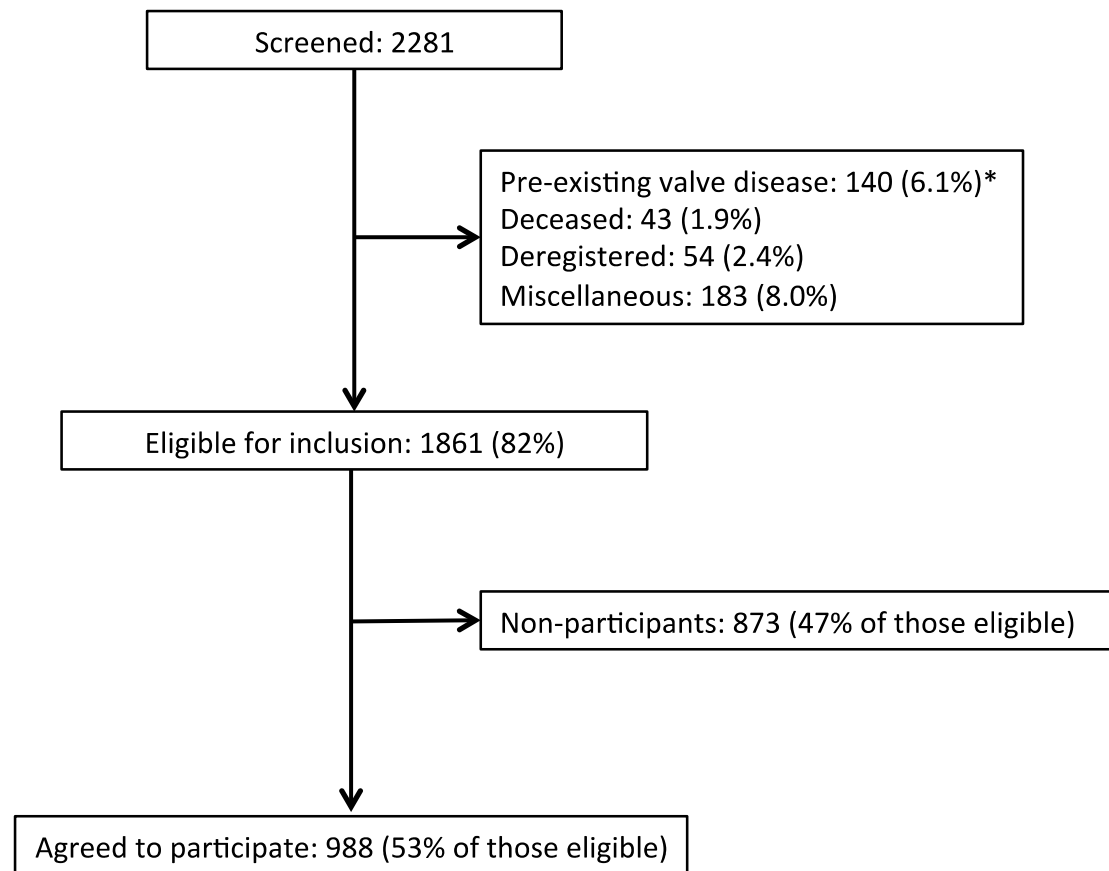 Screened: 2281
Pre-existing valve disease: 140 (6.1%)*
Deceased: 43 (1.9%)
Deregistered: 54 (2.4%)
Miscellaneous: 183 (8.0%)
Eligible for inclusion: 1861 (82%)
Non-participants: 873 (47% of those eligible)
Agreed to participate: 988 (53% of those eligible)